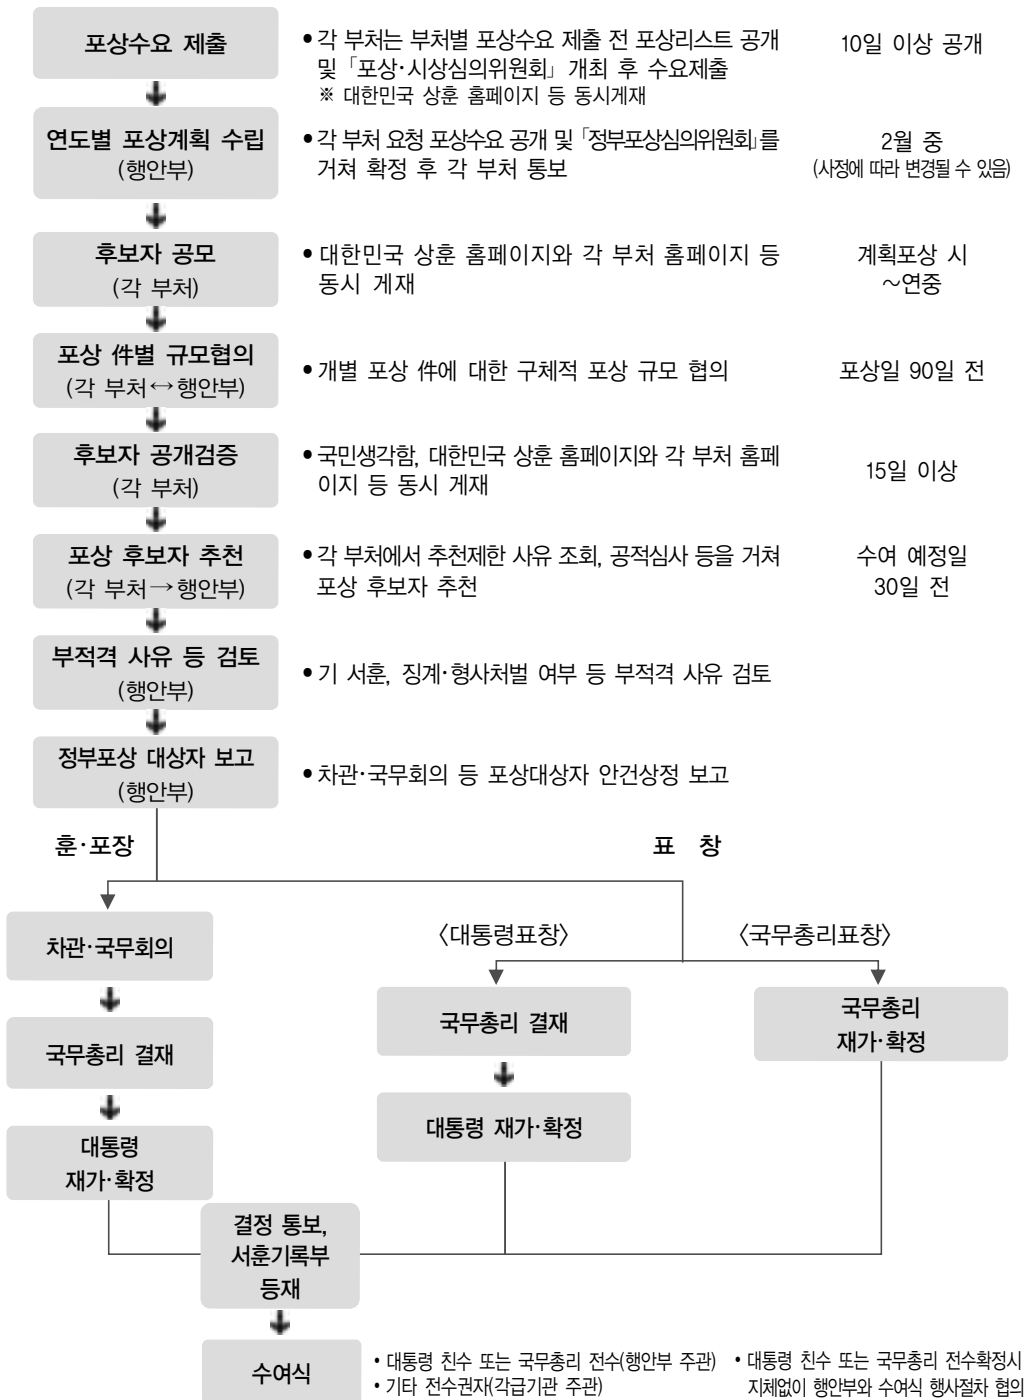 포상수요 제출
• 각 부처는 부처별 포상수요 제출 전 포상리스트 공개
및「포상·시상심의위원회」개최 후 수요제출
※ 대한민국 상훈 홈페이지 등 동시게재
10일 이상 공개
연도별 포상계획 수립
(행안부)
• 각 부처 요청 포상수요 공개 및「정부포상심의위원회」를
거쳐 확정 후 각 부처 통보
2월 중
(사정에 따라 변경될 수 있음)
후보자 공모
(각 부처)
• 대한민국 상훈 홈페이지와 각 부처 홈페이지 등
동시 게재
계획포상 시
～연중
포상 件별 규모협의
(각 부처↔행안부)
• 개별 포상 件에 대한 구체적 포상 규모 협의
포상일 90일 전
후보자 공개검증
(각 부처)
• 국민생각함, 대한민국 상훈 홈페이지와 각 부처 홈페
이지 등 동시 게재
15일 이상
포상 후보자 추천
(각 부처→행안부)
• 각 부처에서 추천제한 사유 조회, 공적심사 등을 거쳐
포상 후보자 추천
수여 예정일
30일 전
부적격 사유 등 검토
(행안부)
• 기 서훈, 징계·형사처벌 여부 등 부적격 사유 검토
정부포상 대상자 보고
(행안부)
• 차관·국무회의 등 포상대상자 안건상정 보고
훈·포장
표 창
차관·국무회의
〈대통령표창〉
〈국무총리표창〉
국무총리 결재
국무총리
재가·확정
국무총리 결재
대통령 재가·확정
대통령
재가·확정
결정 통보,
서훈기록부
등재
수여식
• 대통령 친수 또는 국무총리 전수(행안부 주관)
• 기타 전수권자(각급기관 주관)
• 대통령 친수 또는 국무총리 전수확정시
지체없이 행안부와 수여식 행사절차 협의